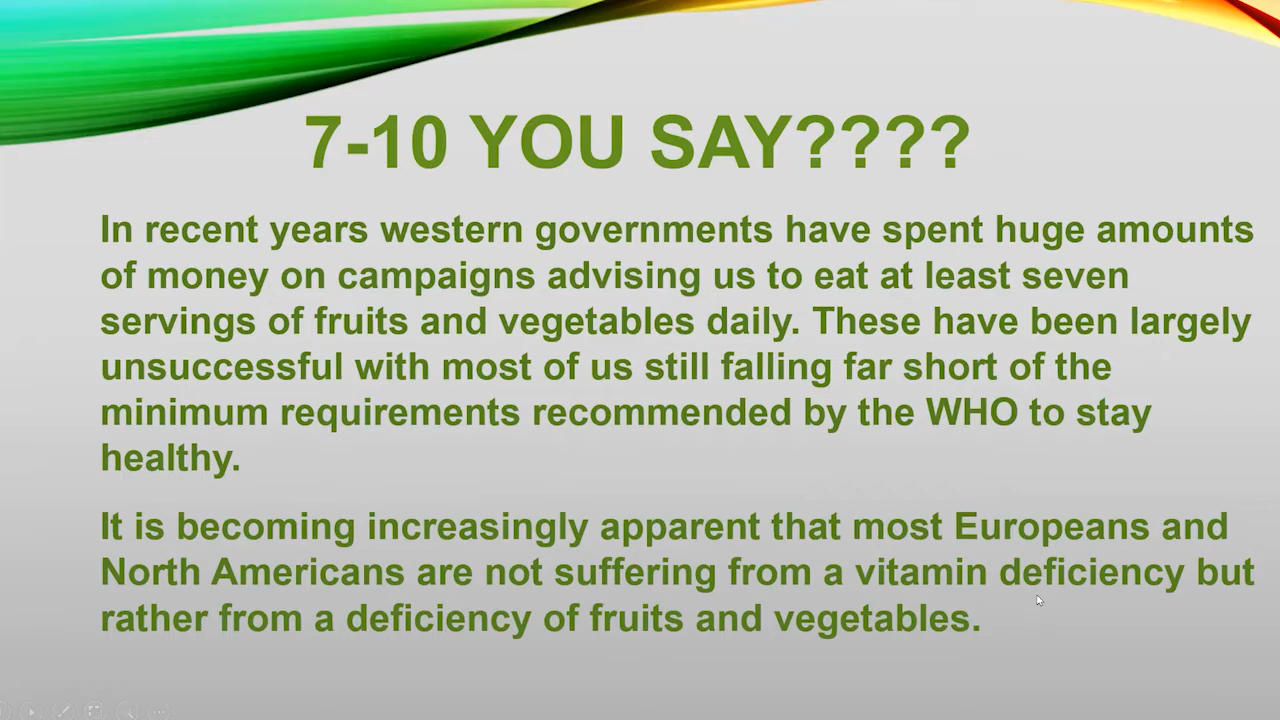 7-10 YOU SAY????
In recent years western governments have spent huge amounts
of money on campaigns advising us to eat at least seven
servings of fruits and vegetables daily. These have been largely
unsuccessful with most of us still falling far short of the
minimum requirements recommended by the WHO to stay
healthy.
It is becoming increasingly apparent that most Europeans and
North Americans are not suffering from a vitamin deficiency but
rather from a deficiency of fruits and vegetables.